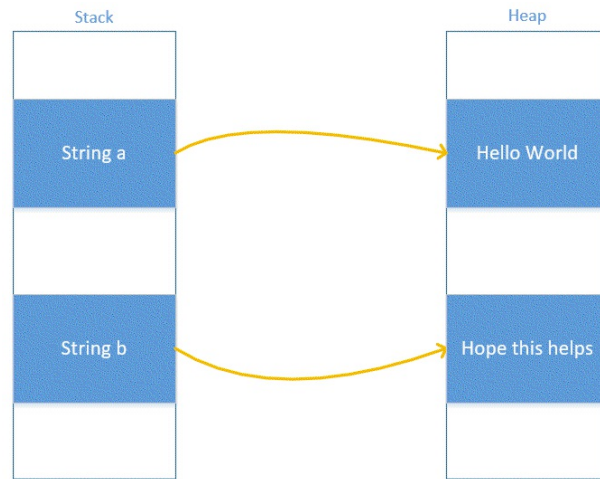 Stack
Heap
String a
Hello World
String b
Hope this helps